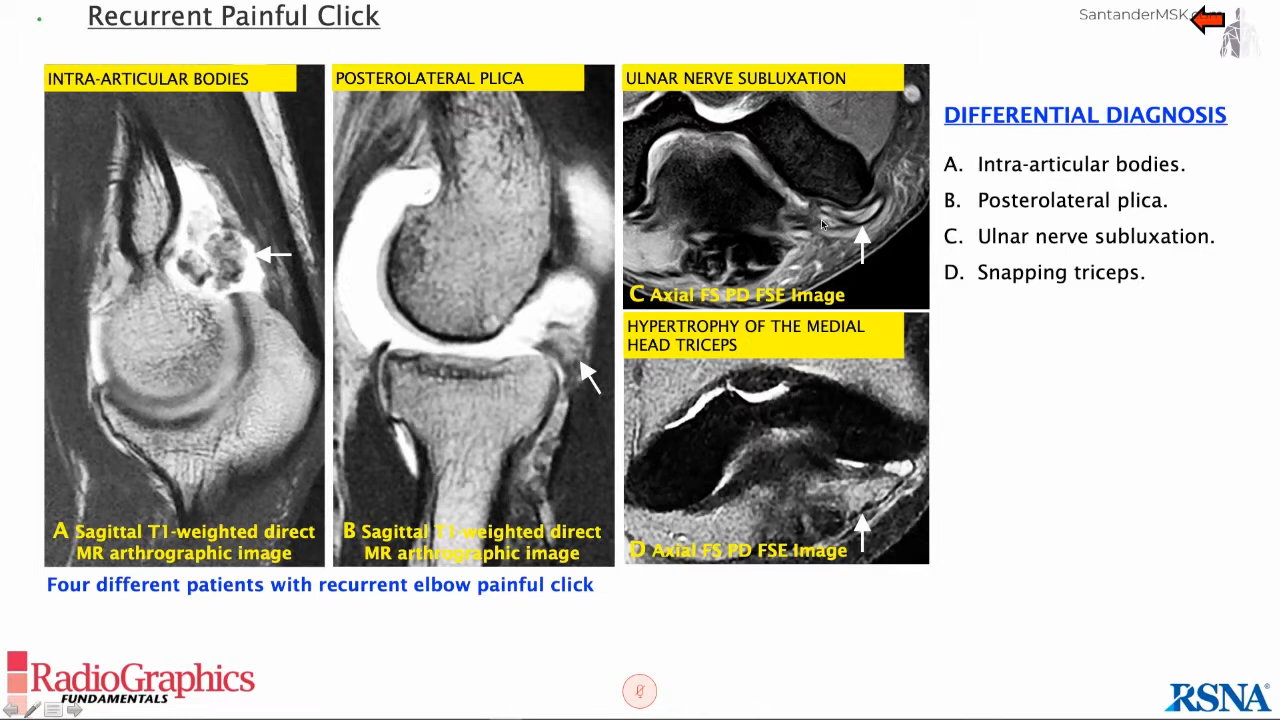 Recurrent Painful Click
SantanderMSK.com
INTRA-ARTICULAR BODIES
POSTEROLATERAL PLICA
ULNAR NERVE SUBLUXATION
DIFFERENTIAL DIAGNOSIS
A. Intra-articular bodies.
B. Posterolateral plica.
C. Ulnar nerve subluxation.
D. Snapping triceps.
C Axial FS PD FSE Image
HYPERTROPHY OF THE MEDIAL
HEAD TRICEPS
A Sagittal T1-weighted direct
MR arthrographic image
B Sagittal T1-weighted direct
MR arthrographic image
D Axial FS PD FSE Image
Four different patients with recurrent elbow painful click
RadioGraphics
FUNDAMENTALS
RSNA®